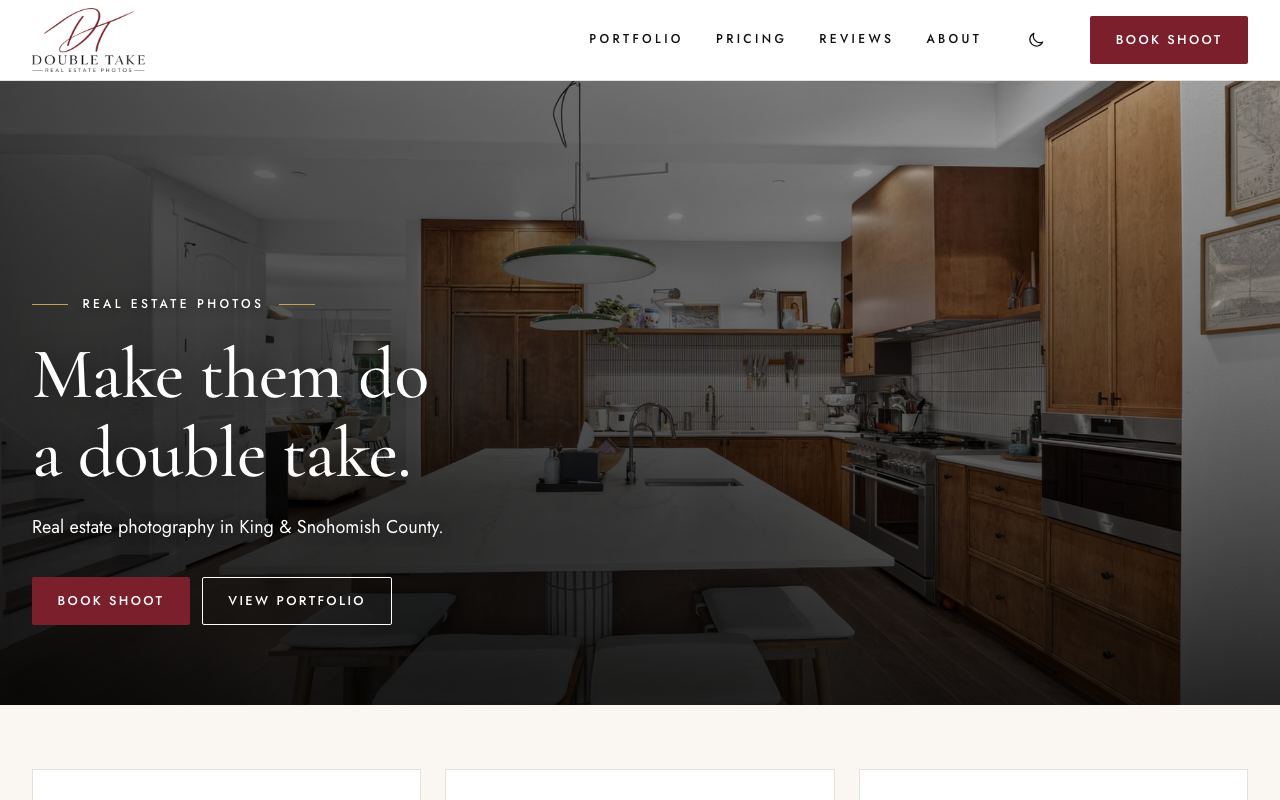 DT
DOUBLE TAKE
REAL ESTATE PHOTOS
PORTFOLIO
PRICING
REVIEWS
ABOUT
BOOK SHOOT
REAL ESTATE PHOTOS
Make them do
a double take.
Real estate photography in King & Snohomish County.
BOOK SHOOT
VIEW PORTFOLIO